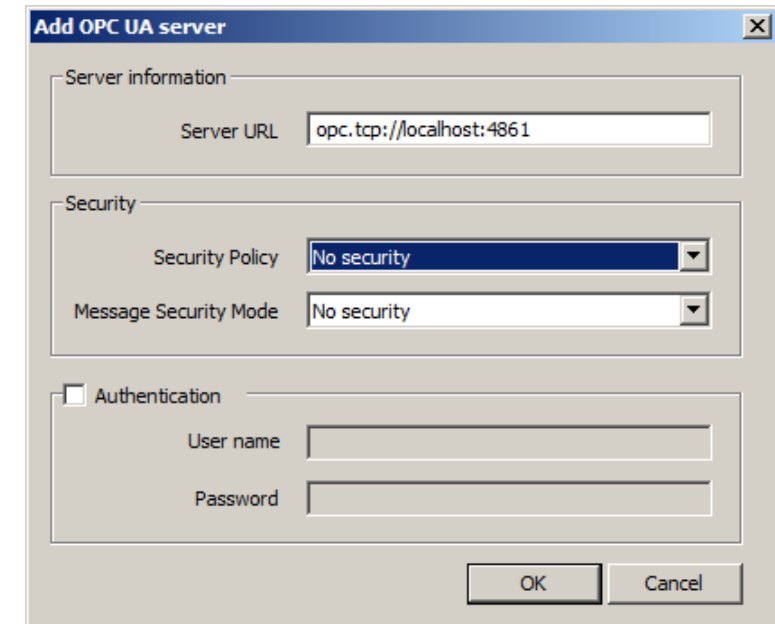 Add OPC UA server
Server information
Server URL opc.tcp://localhost:4861
Security
Security Policy No security
Message Security Mode No security
Authentication
User name
Password
OK Cancel